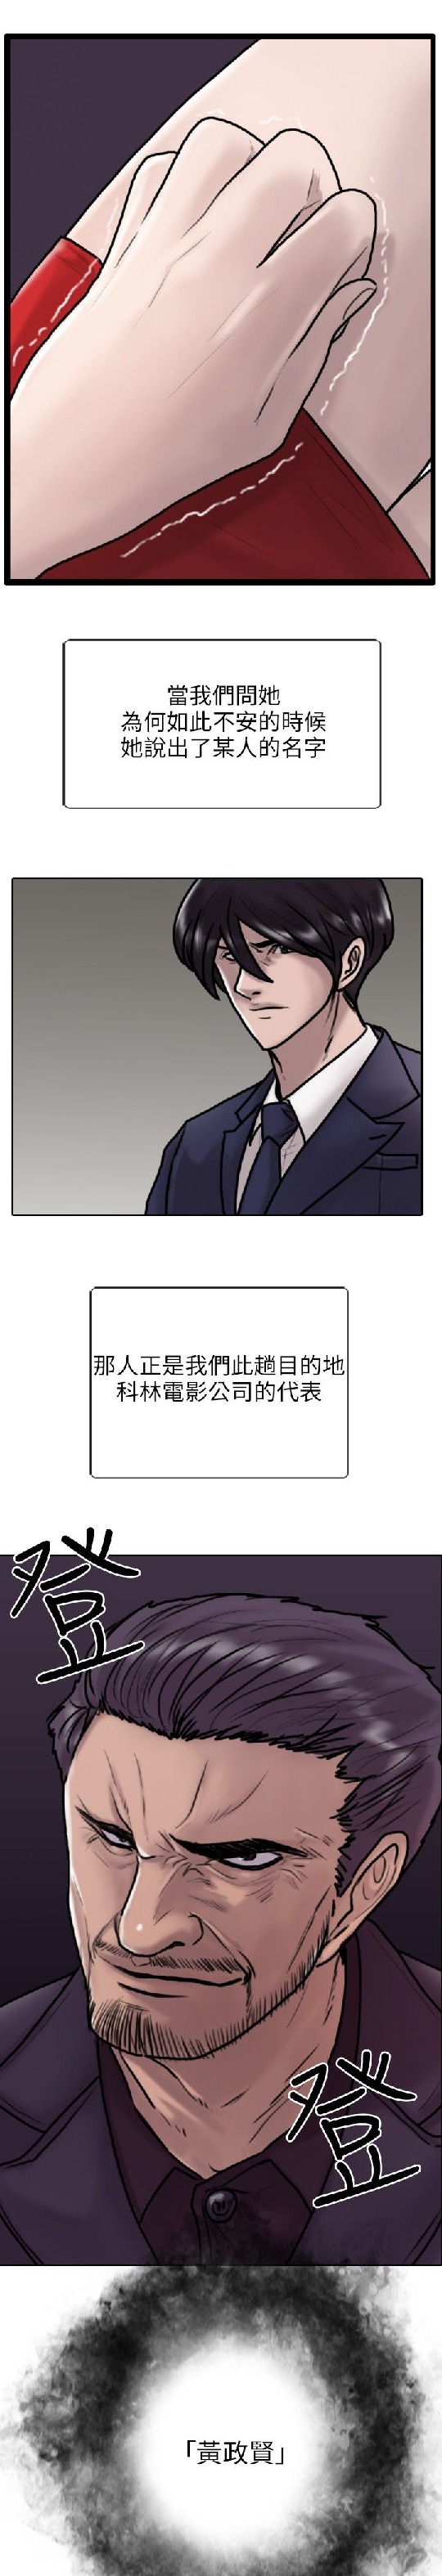 當我們問她
為何如此不安的時候
她說出了某人的名字
那人正是我們此趟目的地
科林電影公司的代表
登
登
「黃政賢」